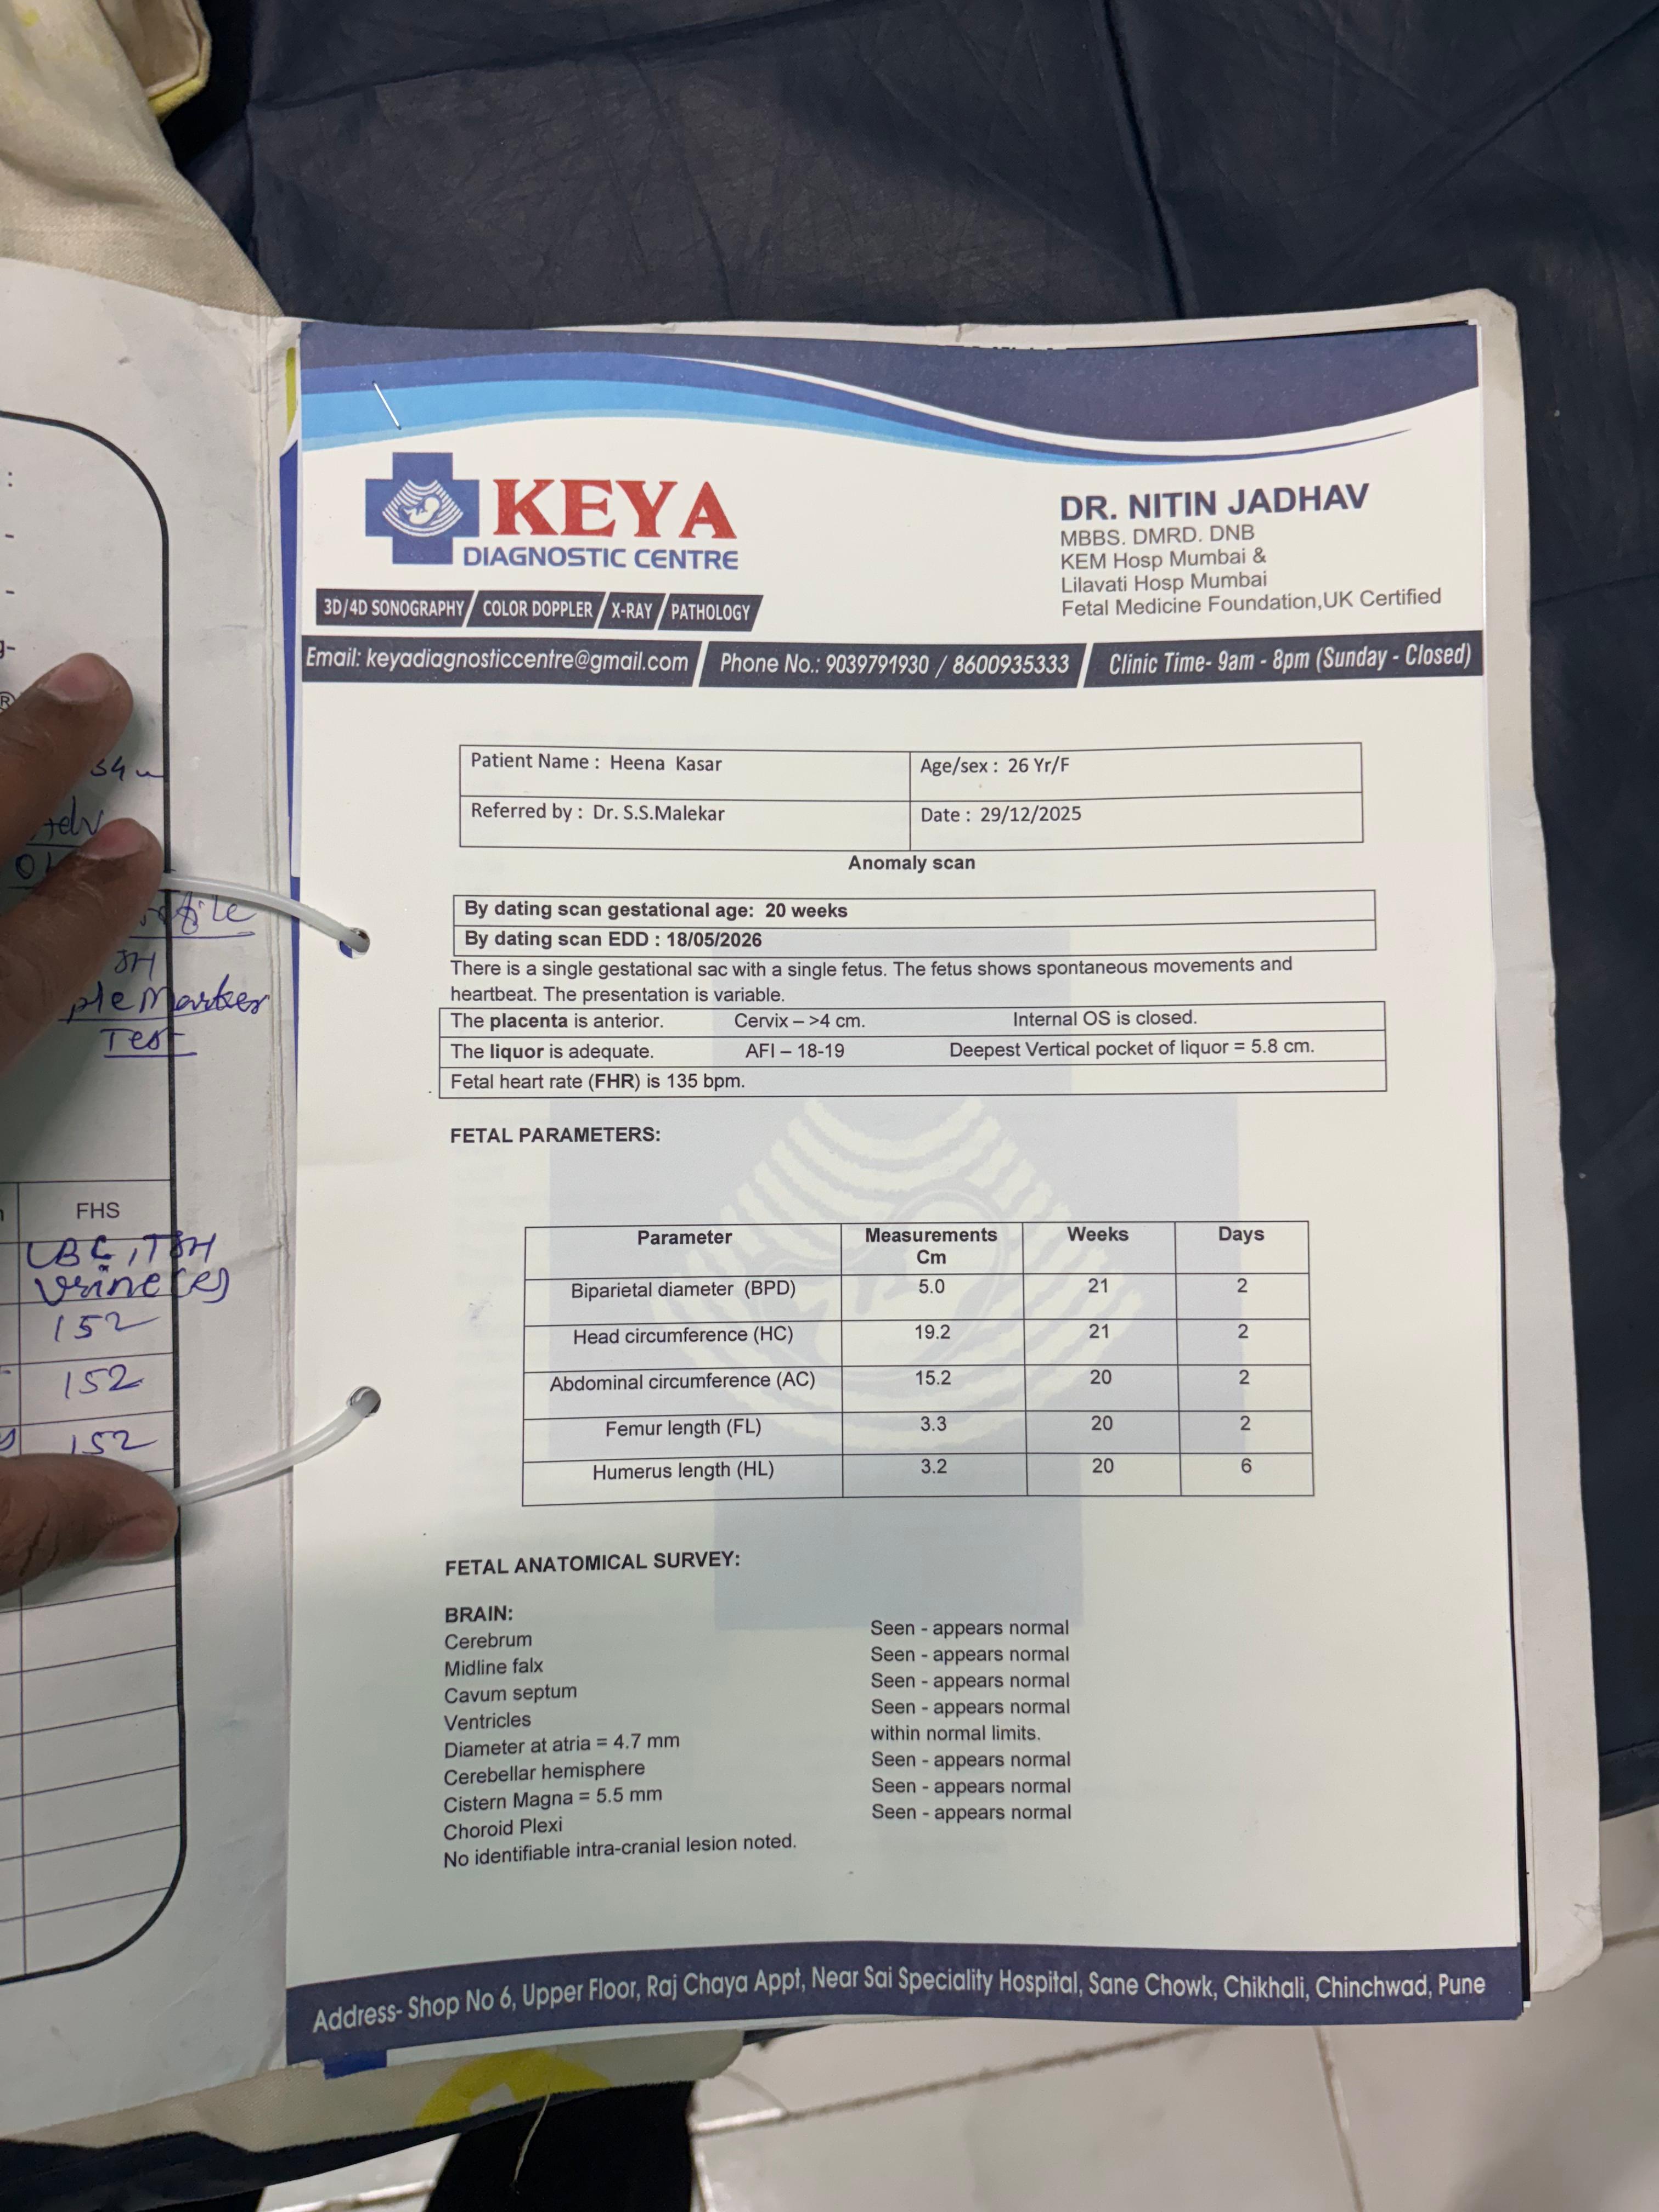 KEYA
DIAGNOSTIC CENTRE
3D/4D SONOGRAPHY / COLOR DOPPLER / X-RAY / PATHOLOGY
DR. NITIN JADHAV
MBBS. DMRD. DNB
KEM Hosp Mumbai &
Lilavati Hosp Mumbai
Fetal Medicine Foundation,UK Certified
Email: keyadiagnosticcentre@gmail.com / Phone No.: 9039791930 / 8600935333 / Clinic Time- 9am - 8pm (Sunday - Closed)
Patient Name : Heena Kasar Age/sex : 26 Yr/F
Referred by : Dr. S.S.Malekar Date : 29/12/2025
Anomaly scan
By dating scan gestational age: 20 weeks
By dating scan EDD : 18/05/2026
There is a single gestational sac with a single fetus. The fetus shows spontaneous movements and
heartbeat. The presentation is variable.
The placenta is anterior. Cervix – >4 cm. Internal OS is closed.
The liquor is adequate. AFI – 18-19 Deepest Vertical pocket of liquor = 5.8 cm.
Fetal heart rate (FHR) is 135 bpm.
FETAL PARAMETERS:
Parameter Measurements Cm Weeks Days
Biparietal diameter (BPD) 5.0 21 2
Head circumference (HC) 19.2 21 2
Abdominal circumference (AC) 15.2 20 2
Femur length (FL) 3.3 20 2
Humerus length (HL) 3.2 20 6
FETAL ANATOMICAL SURVEY:
BRAIN:
Cerebrum Seen - appears normal
Midline falx Seen - appears normal
Cavum septum Seen - appears normal
Ventricles Seen - appears normal
Diameter at atria = 4.7 mm within normal limits.
Cerebellar hemisphere Seen - appears normal
Cistern Magna = 5.5 mm Seen - appears normal
Choroid Plexi Seen - appears normal
No identifiable intra-cranial lesion noted.
Address- Shop No 6, Upper Floor, Raj Chaya Appt, Near Sai Speciality Hospital, Sane Chowk, Chikhali, Chinchwad, Pune
Marker
Test
FHS
CBC, TSH
Urine (R)
152
152
152